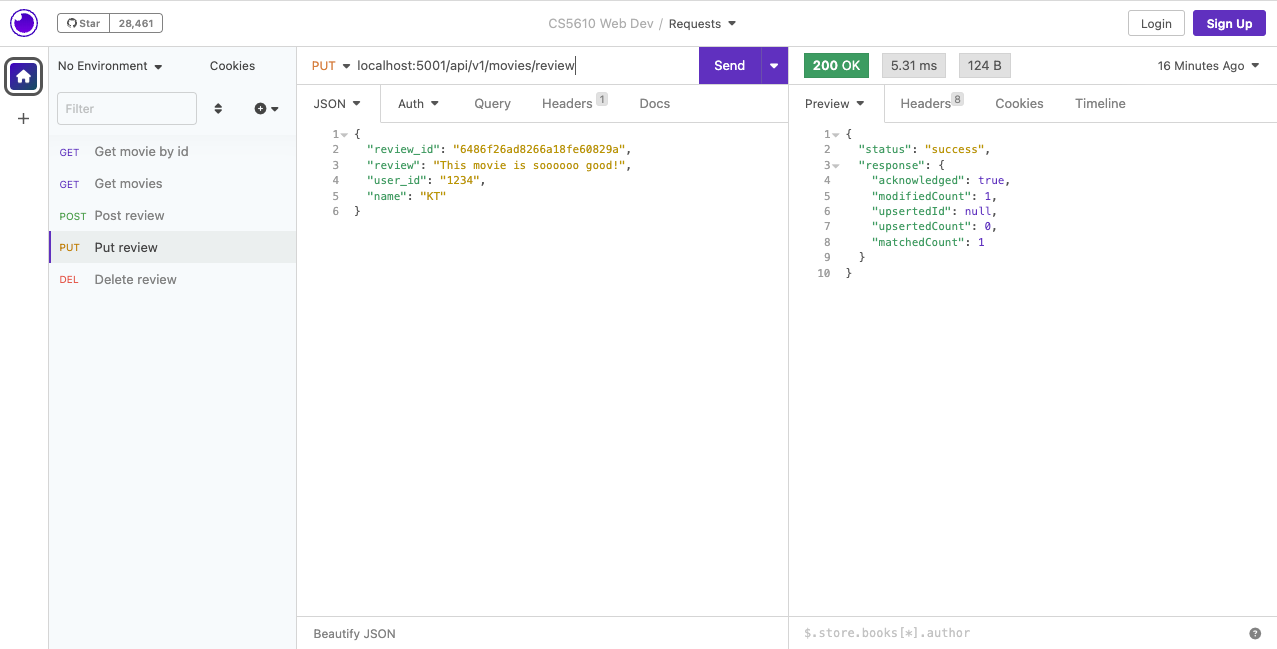 Star 28,461
CS5610 Web Dev / Requests
Login
Sign Up
No Environment
Cookies
Filter
GET Get movie by id
GET Get movies
POST Post review
PUT Put review
DEL Delete review
PUT localhost:5001/api/v1/movies/review
Send
JSON Auth Query Headers 1 Docs
1 {
2 "review_id": "6486f26ad8266a18fe60829a",
3 "review": "This movie is soooooo good!",
4 "user_id": "1234",
5 "name": "KT"
6 }
Beautify JSON
200 OK 5.31 ms 124 B 16 Minutes Ago
Preview Headers 8 Cookies Timeline
1 {
2 "status": "success",
3 "response": {
4 "acknowledged": true,
5 "modifiedCount": 1,
6 "upsertedId": null,
7 "upsertedCount": 0,
8 "matchedCount": 1
9 }
10 }
$.store.books[*].author
?